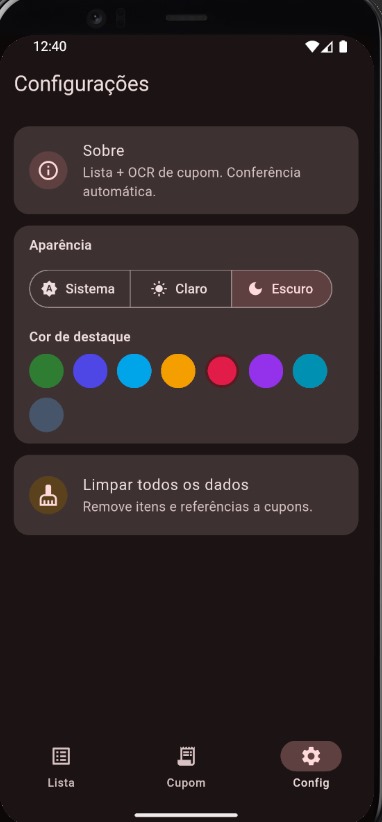 12:40
Configurações
Sobre
Lista + OCR de cupom. Conferência
automática.
Aparência
Sistema
Claro
Escuro
Cor de destaque
Limpar todos os dados
Remove itens e referências a cupons.
Lista
Cupom
Config